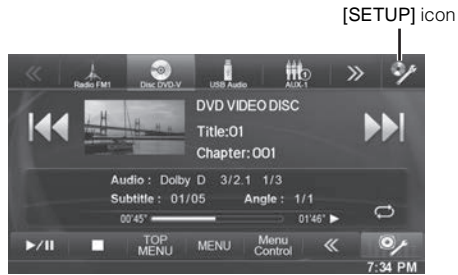 [SETUP] icon
Radio FM1 Disc DVD-V USB Audio AUX-1
DVD VIDEO DISC
Title:01
Chapter: 001
Audio : Dolby D 3/2.1 1/3
Subtitle : 01/05 Angle : 1/1
00'45" 01'46"
TOP MENU MENU Menu Control
7:34 PM